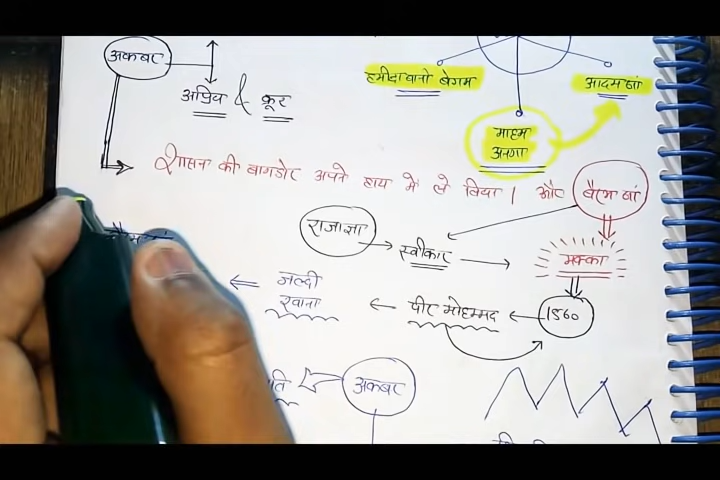 अकबर
अप्रिय & क्रूर
हमीदाबानो बेगम
आदम खां
माहम
अनगा
शासन की बागडोर अपने हाथ में ले लिया। और बैरम खां
राजाज्ञा
स्वीकार
मक्का
जल्दी
रवाना
पीर मोहम्मद
1560
अकबर